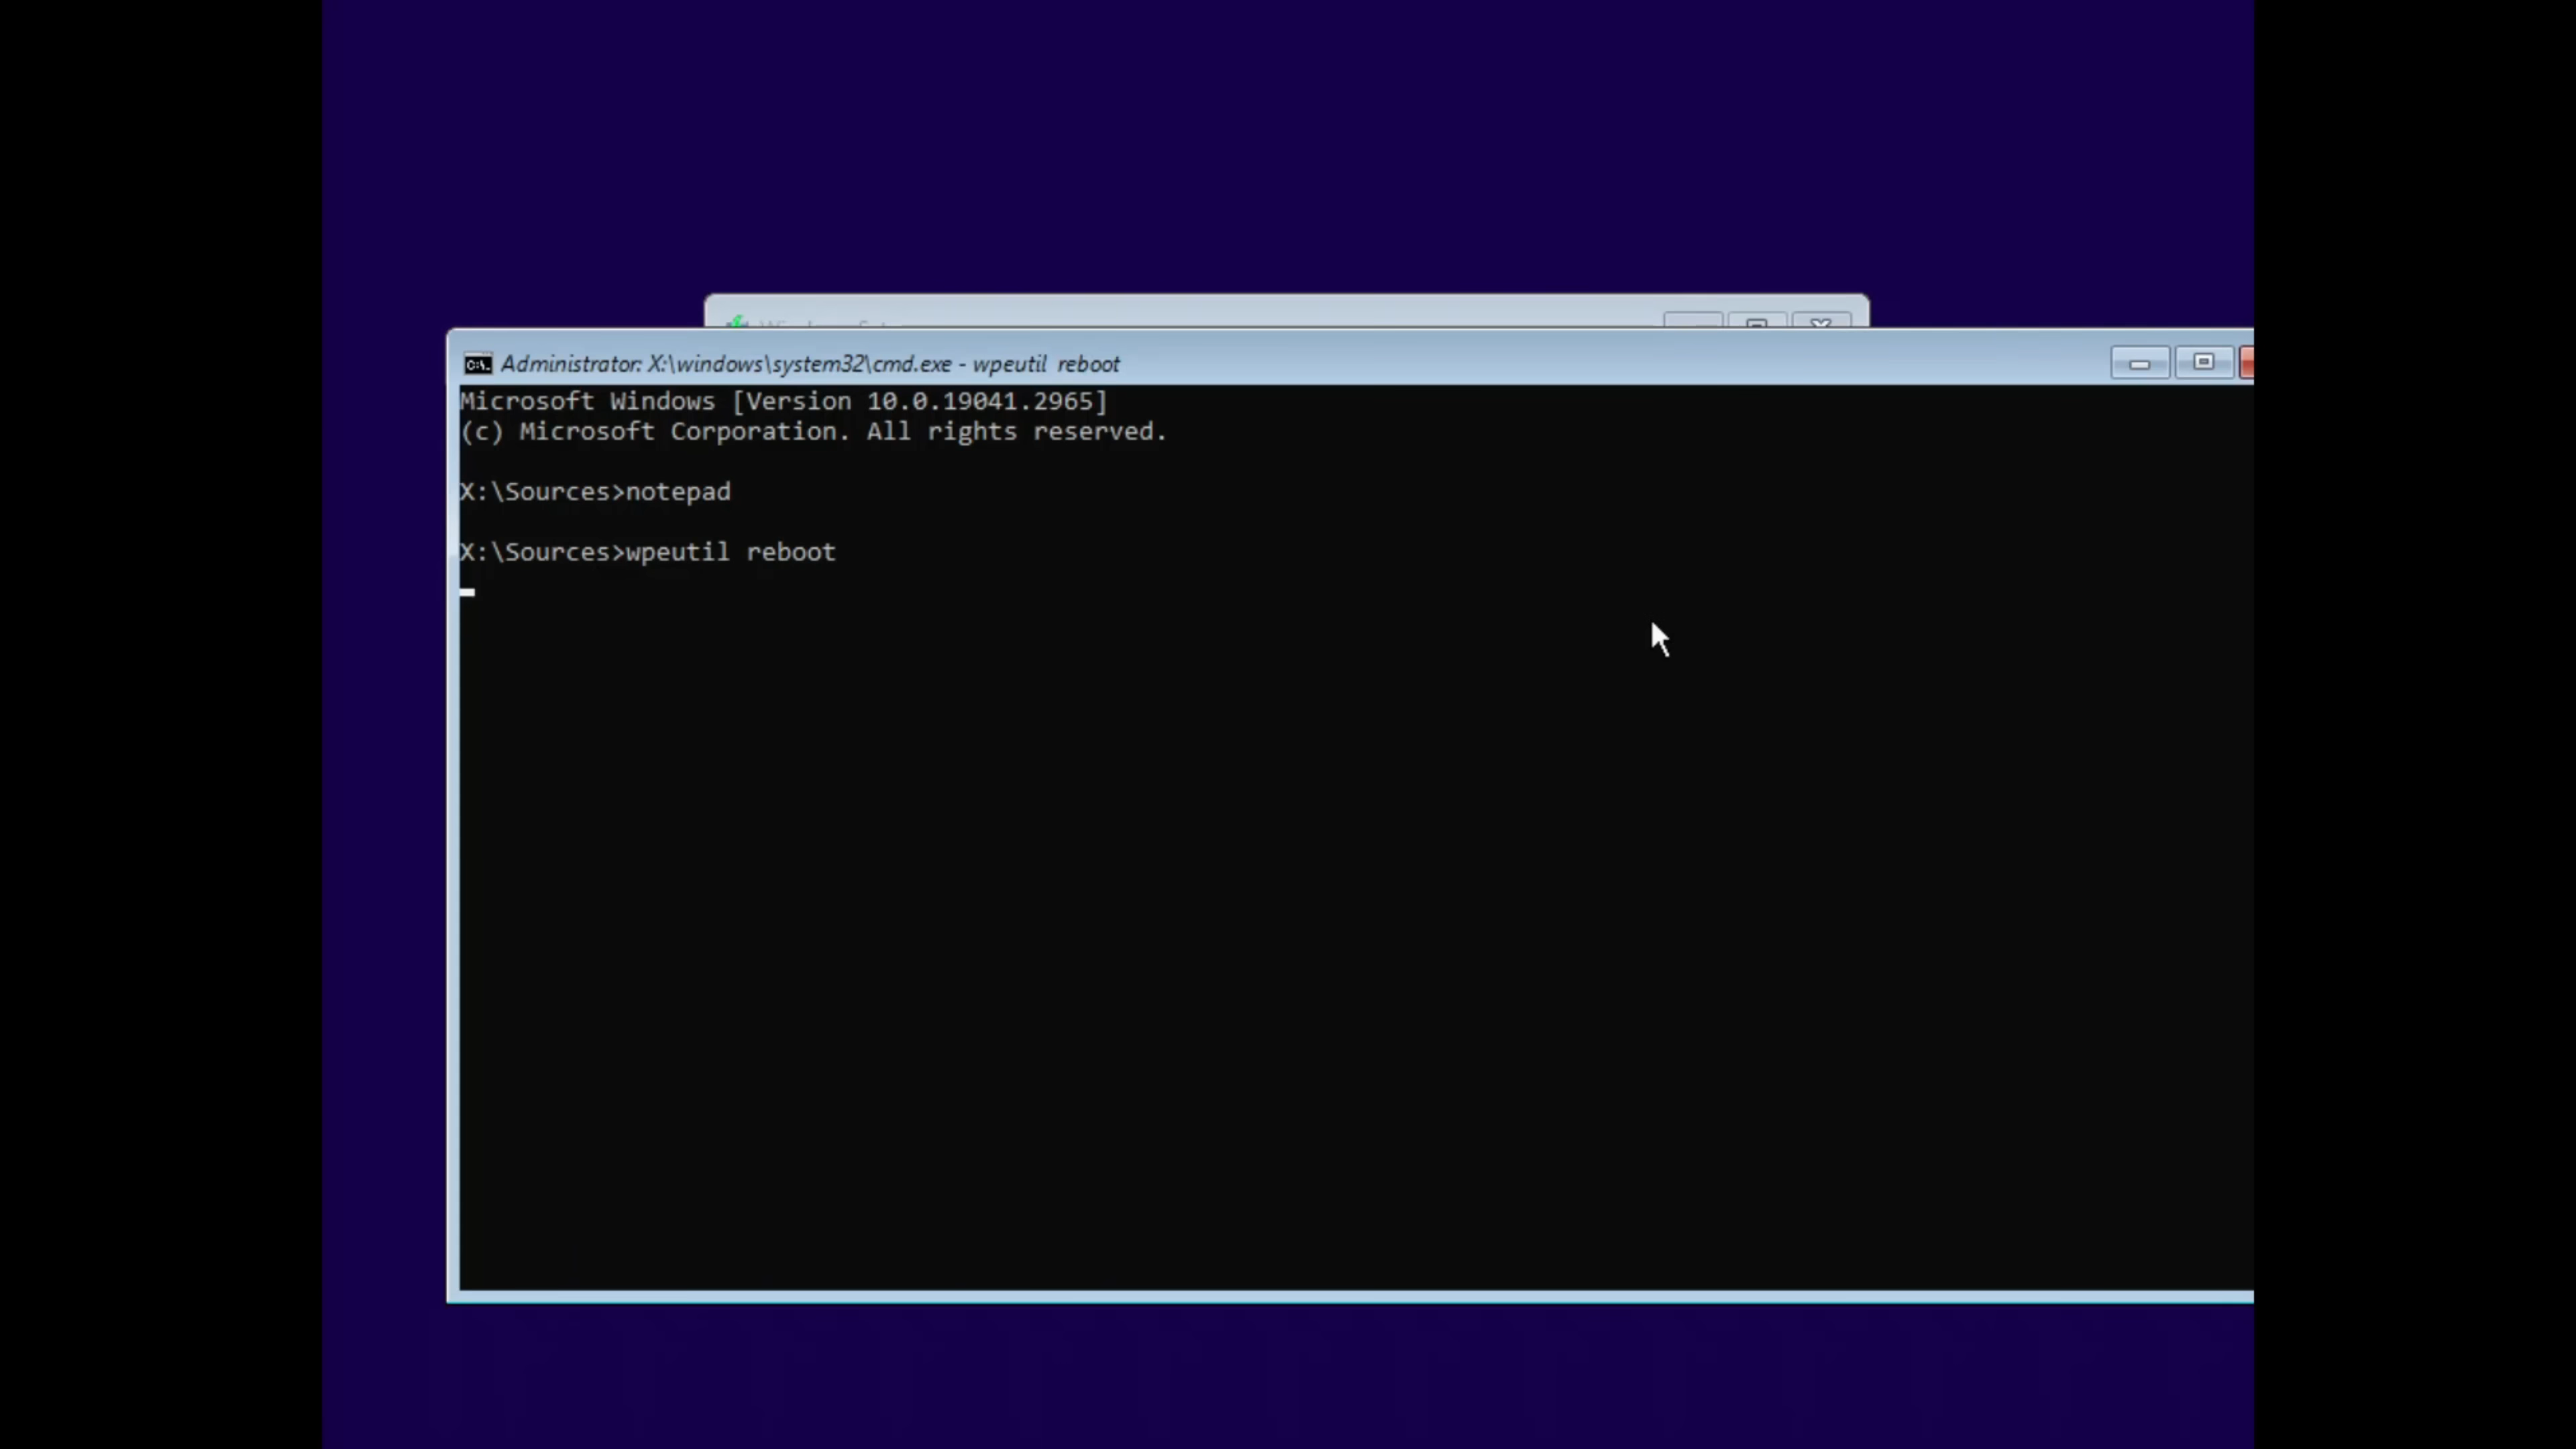 Administrator: X:\windows\system32\cmd.exe - wpeutil  reboot
Microsoft Windows [Version 10.0.19041.2965]
(c) Microsoft Corporation. All rights reserved.
X:\Sources>notepad
X:\Sources>wpeutil reboot